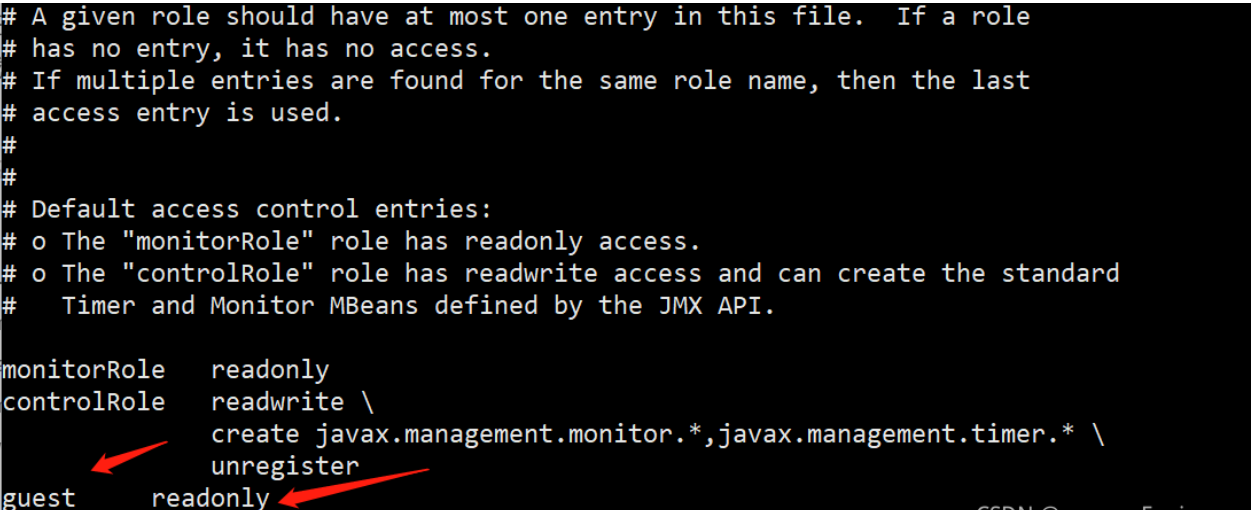 # A given role should have at most one entry in this file.  If a role
# has no entry, it has no access.
# If multiple entries are found for the same role name, then the last
# access entry is used.
#
#
# Default access control entries:
# o The "monitorRole" role has readonly access.
# o The "controlRole" role has readwrite access and can create the standard
#   Timer and Monitor MBeans defined by the JMX API.
monitorRole   readonly
controlRole   readwrite \
              create javax.management.monitor.*,javax.management.timer.* \
              unregister
guest     readonly